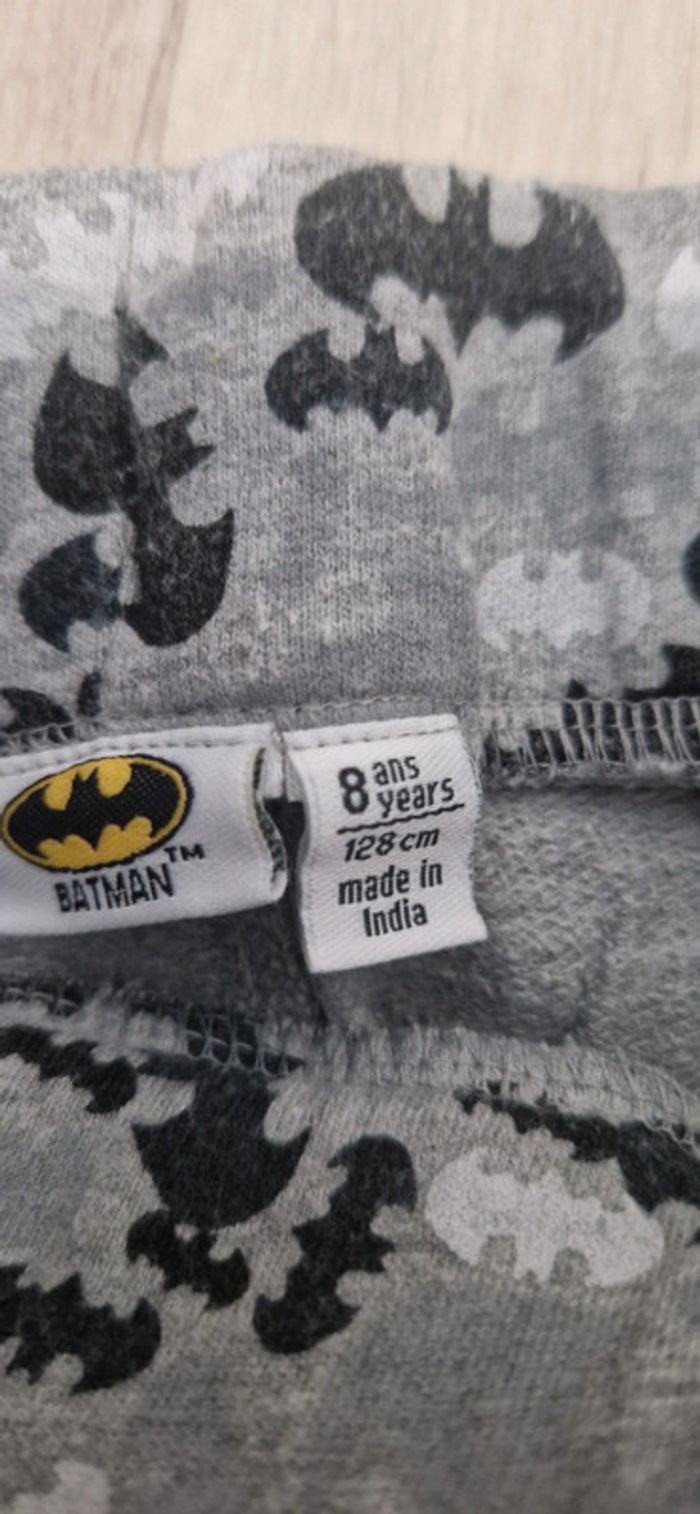 BATMAN™
8 ans
years
128 cm
made in
India